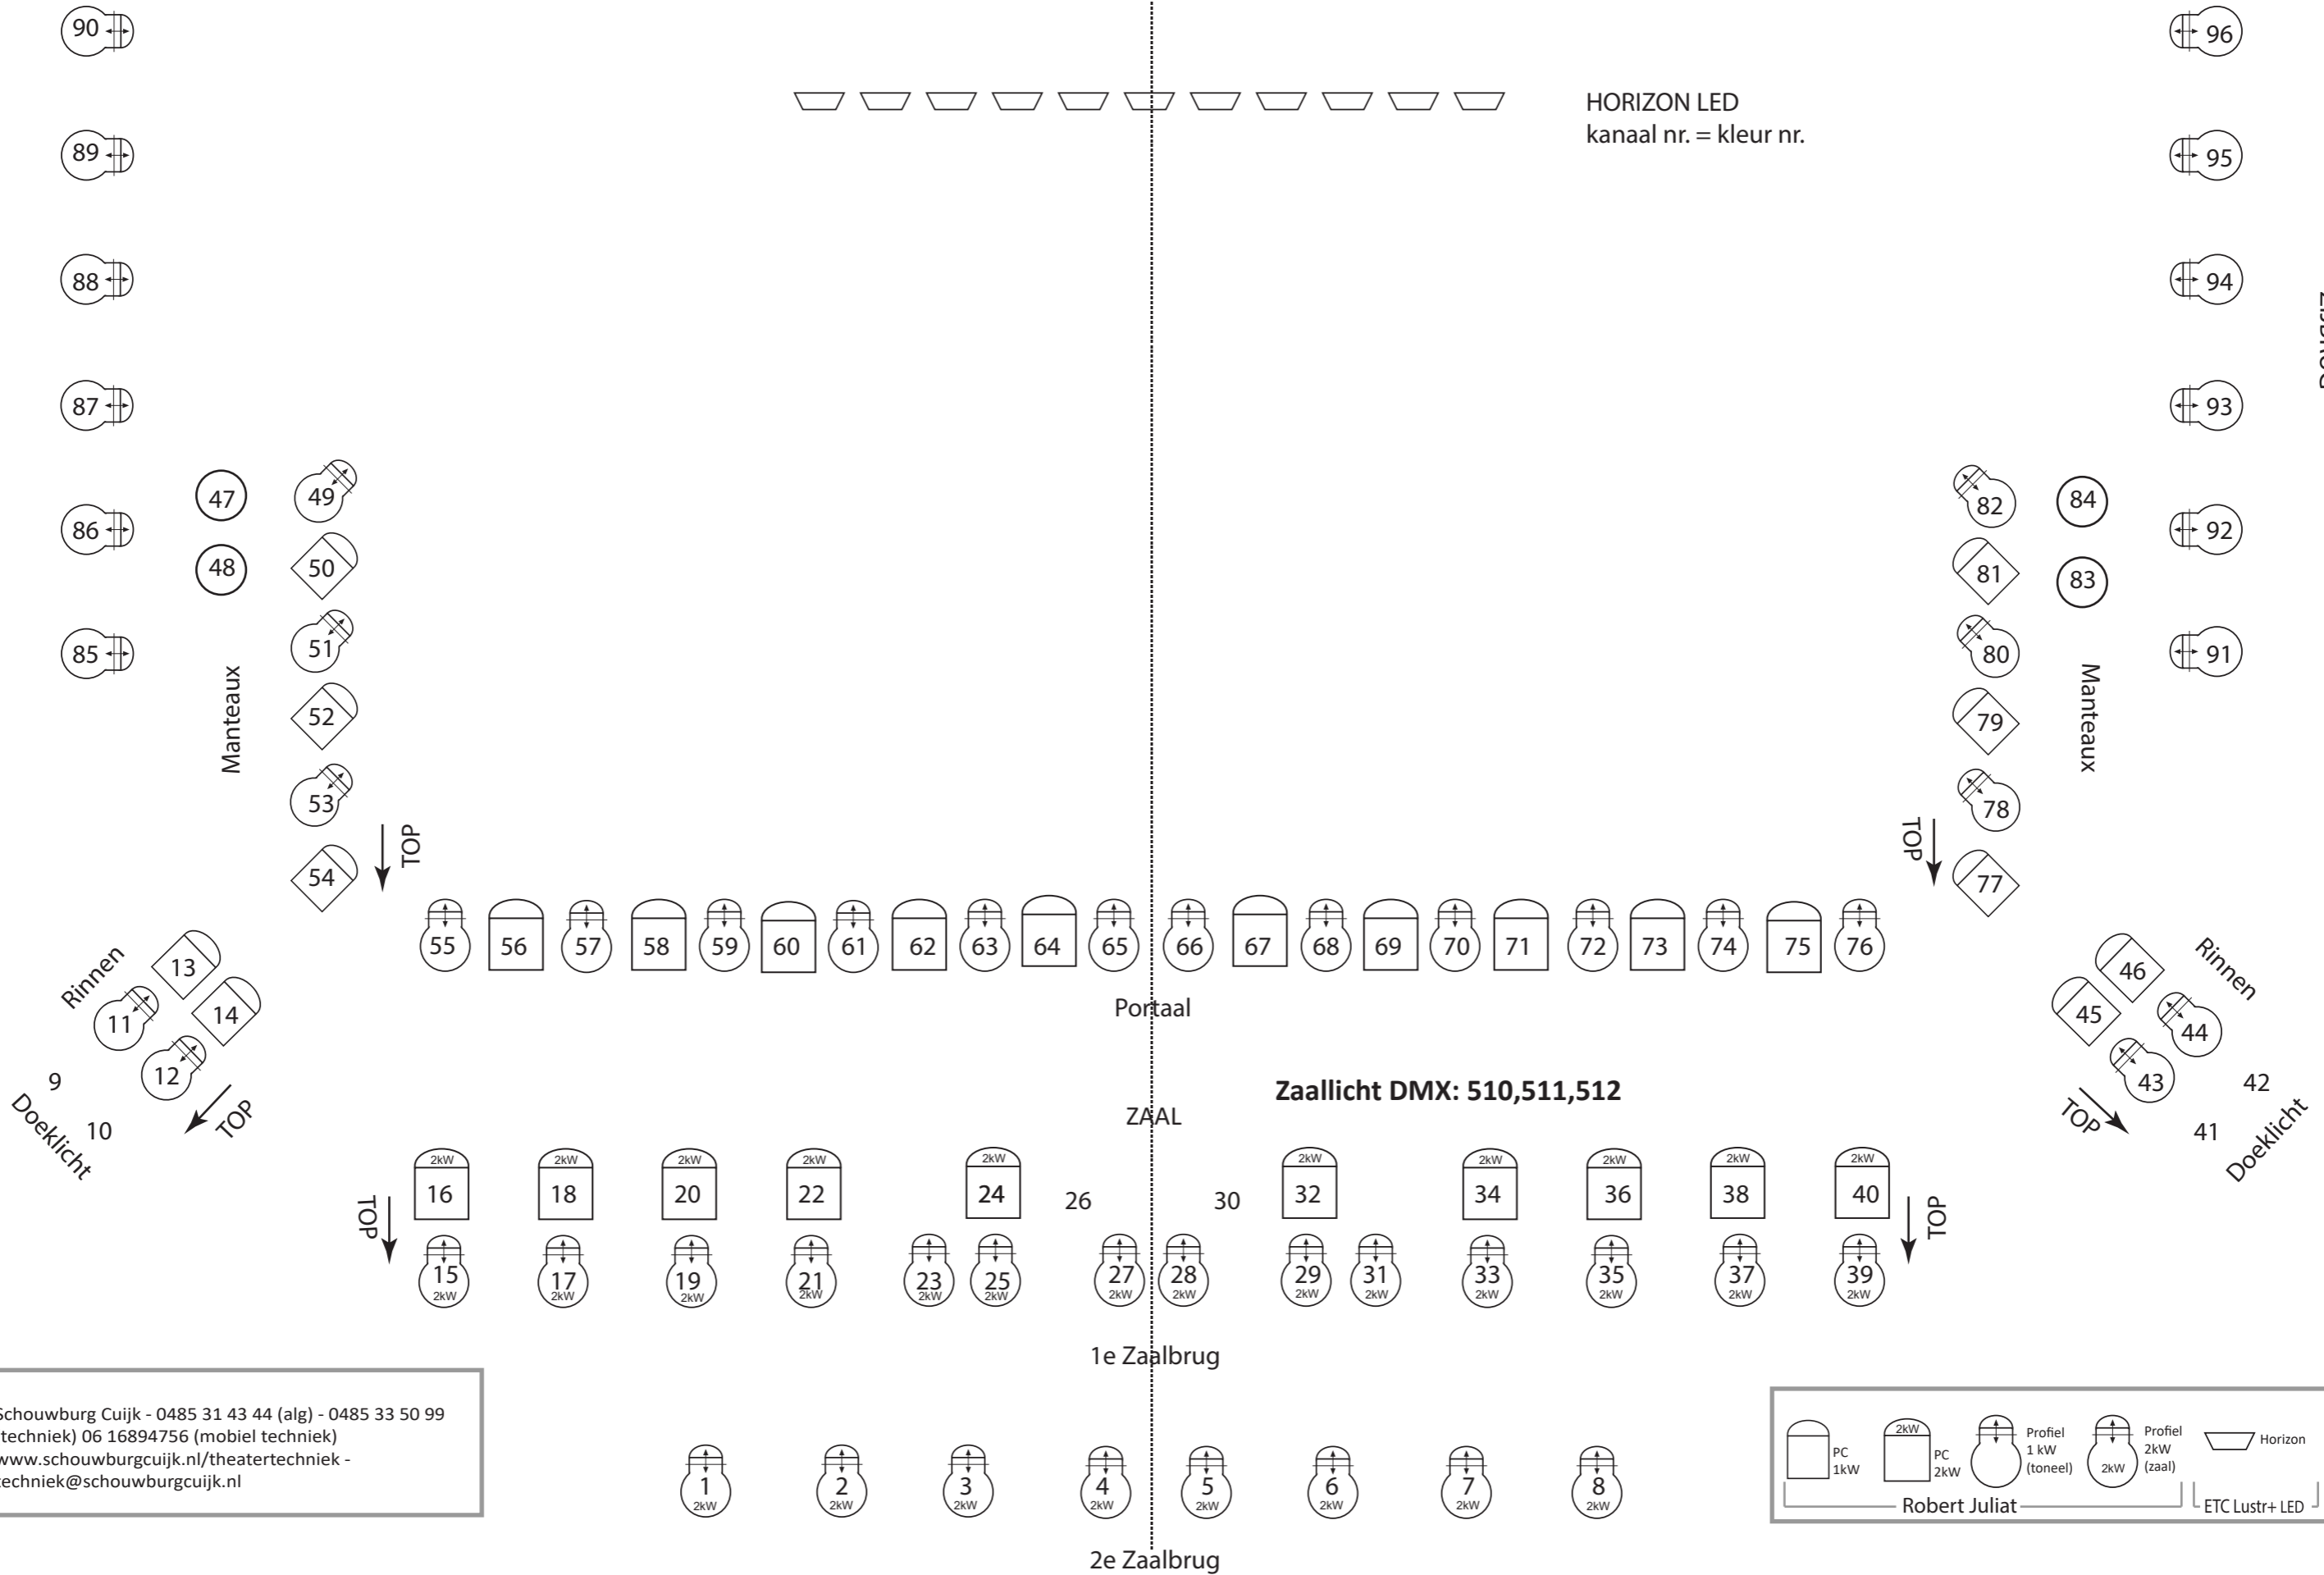 90
96
HORIZON LED
kanaal nr. = kleur nr.
89
95
88
94
87
93
47
49
82
84
86
92
48
50
81
83
51
80
85
91
Manteaux
Manteaux
52
79
53
78
TOP
TOP
54
77
55 56 57 58 59 60 61 62 63 64 65 66 67 68 69 70 71 72 73 74 75 76
Rinnen
13
14
11
12
Rinnen
46
45
44
43
Portaal
9
10
Doeklicht
TOP
42
41
Doeklicht
TOP
Zaallicht DMX: 510,511,512
ZAAL
2kW 2kW 2kW 2kW 2kW 2kW 2kW 2kW 2kW 2kW
16 18 20 22 24 26 30 32 34 36 38 40
TOP
TOP
15 17 19 21 23 25 27 28 29 31 33 35 37 39
2kW 2kW 2kW 2kW 2kW 2kW 2kW 2kW 2kW 2kW 2kW 2kW 2kW 2kW
1e Zaalbrug
Schouwburg Cuijk - 0485 31 43 44 (alg) - 0485 33 50 99
techniek) 06 16894756 (mobiel techniek)
www.schouwburgcuijk.nl/theatertechniek -
techniek@schouwburgcuijk.nl
1 2 3 4 5 6 7 8
2kW 2kW 2kW 2kW 2kW 2kW 2kW 2kW
2e Zaalbrug
PC
1kW
2kW
PC
2kW
Profiel
1 kW
(toneel)
2kW
Profiel
2kW
(zaal)
Horizon
Robert Juliat
ETC Lustr+ LED